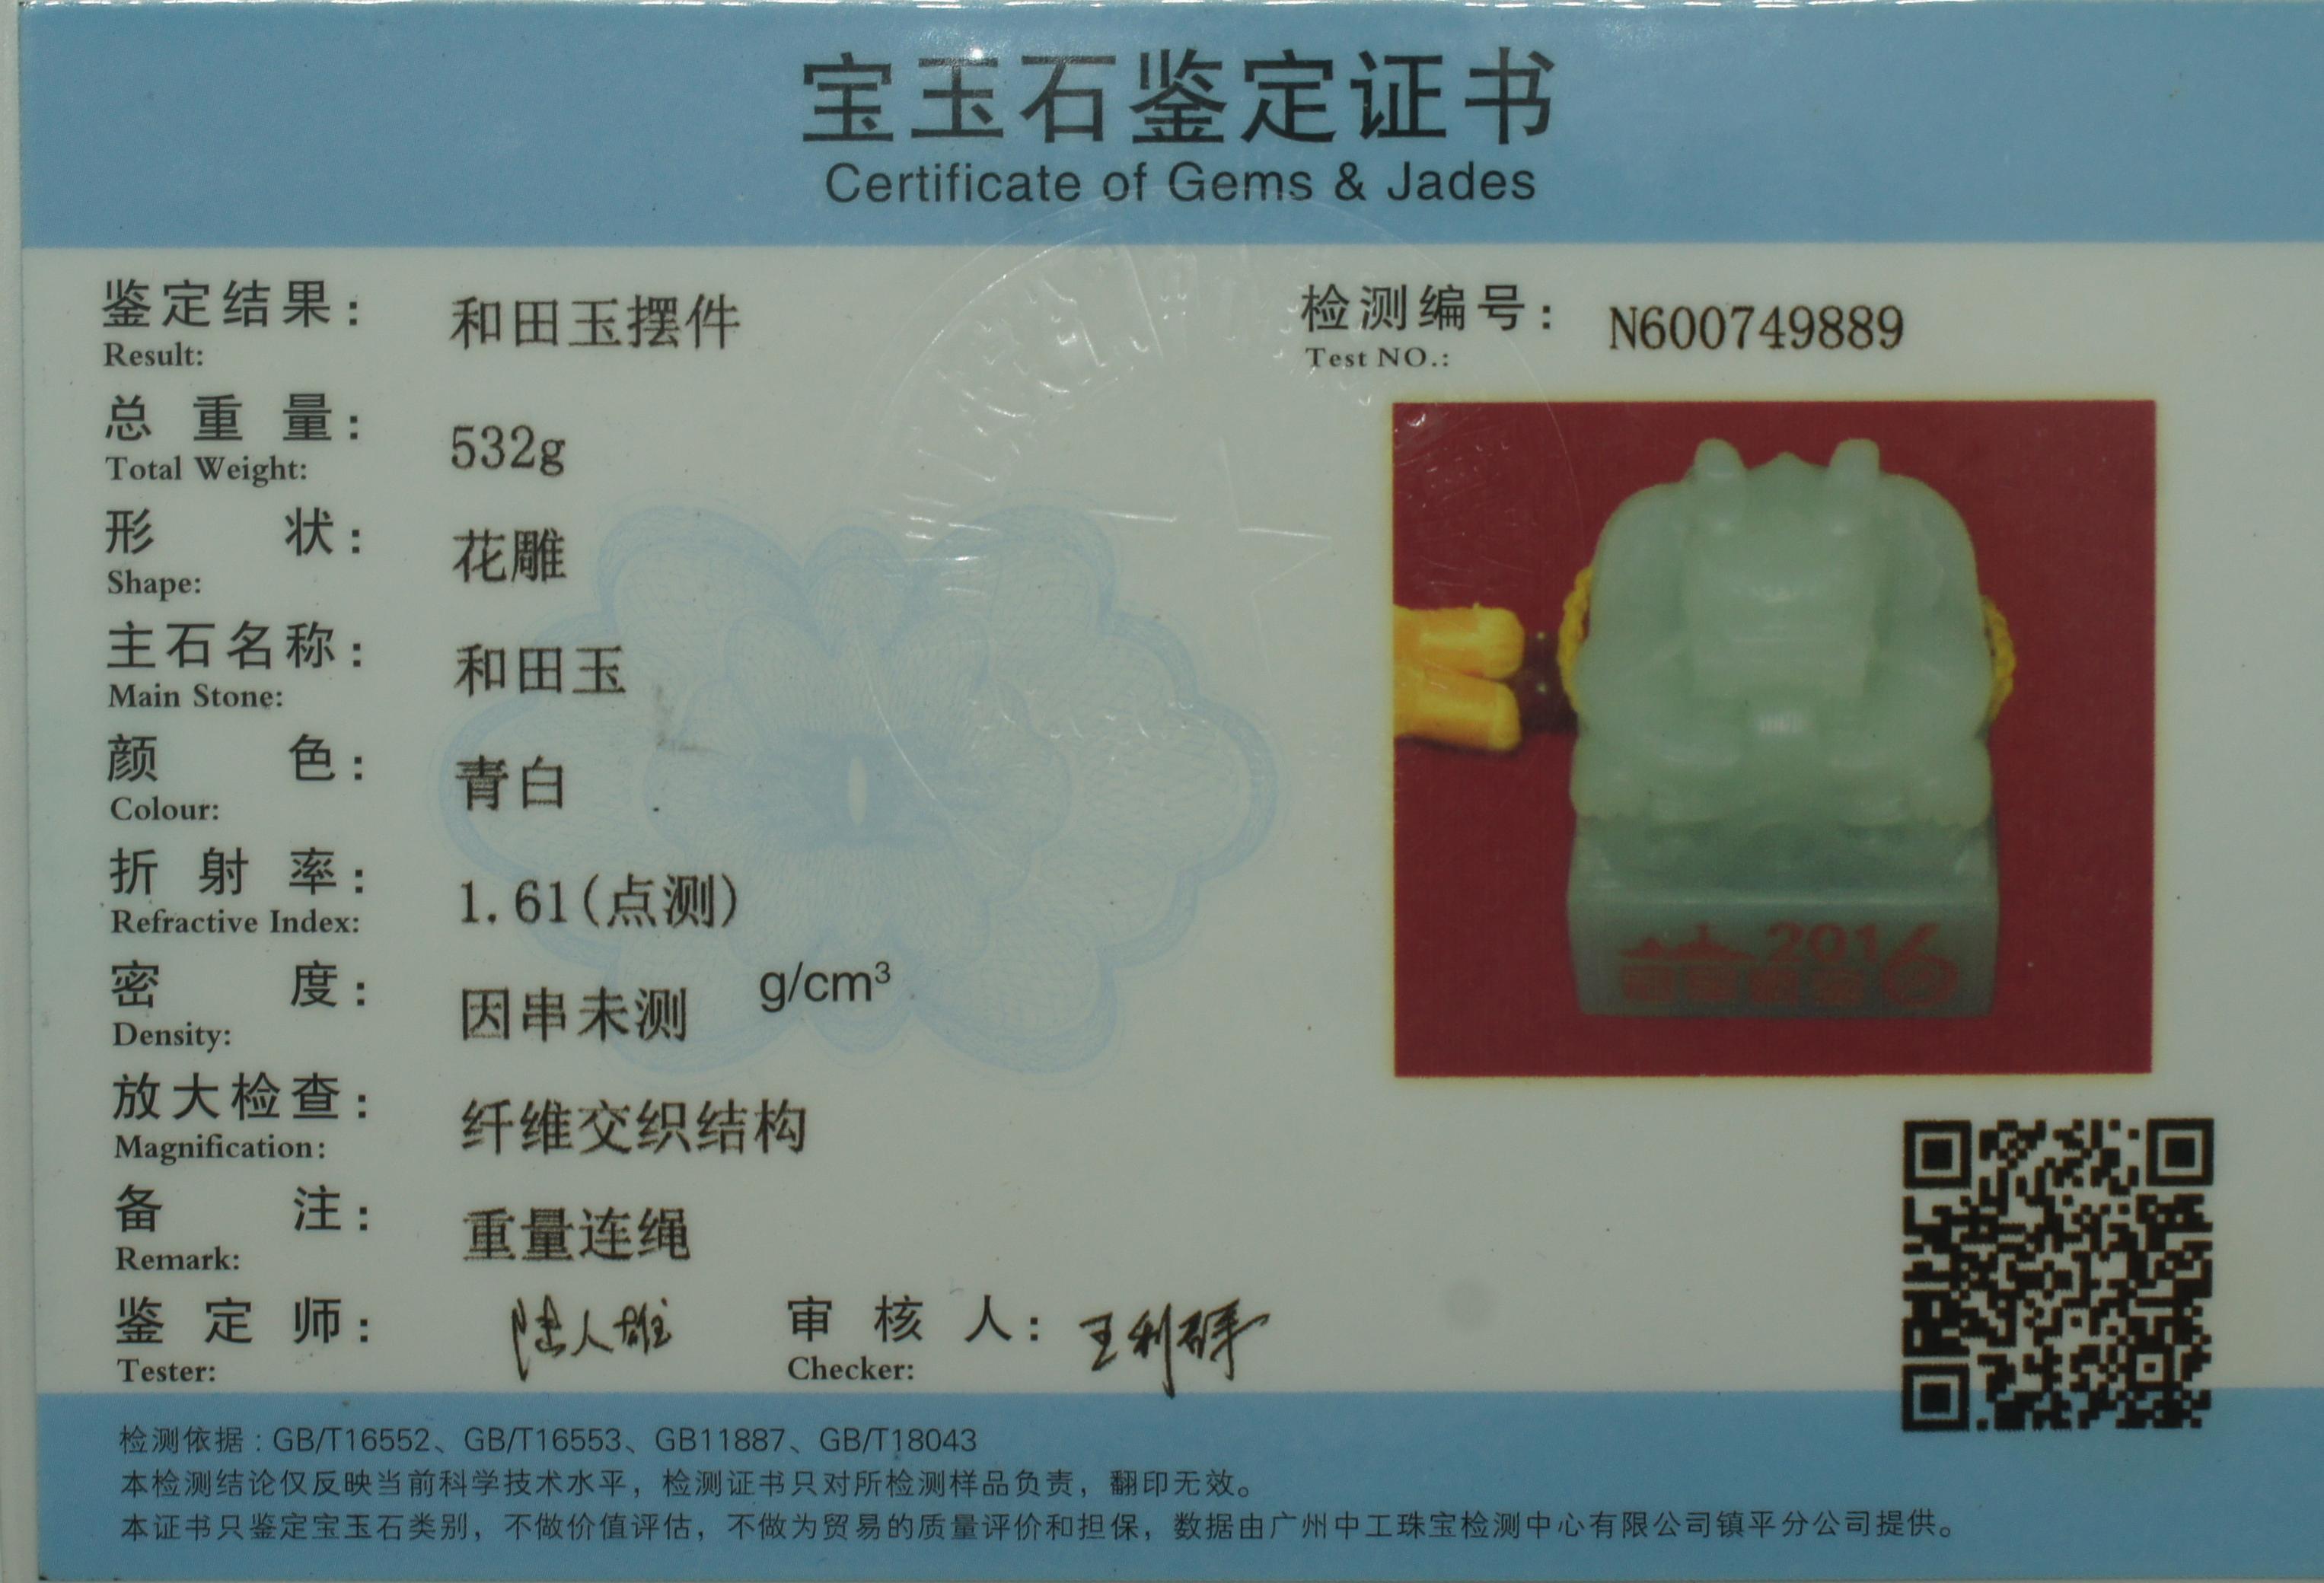 宝玉石鉴定证书
Certificate of Gems & Jades
鉴定结果： 和田玉摆件
Result:
检测编号： N600749889
Test NO.:
总重量： 532g
Total Weight:
形状： 花雕
Shape:
主石名称： 和田玉
Main Stone:
颜色： 青白
Colour:
折射率： 1.61(点测)
Refractive Index:
密度： 因串未测 g/cm³
Density:
放大检查： 纤维交织结构
Magnification:
备注： 重量连绳
Remark:
鉴定师： 陆人雄
Tester:
审核人： 王利
Checker:
2016
检测依据：GB/T16552、GB/T16553、GB11887、GB/T18043
本检测结论仅反映当前科学技术水平，检测证书只对所检测样品负责，翻印无效。
本证书只鉴定宝玉石类别，不做价值评估，不做为贸易的质量评价和担保，数据由广州中工珠宝检测中心有限公司镇平分公司提供。